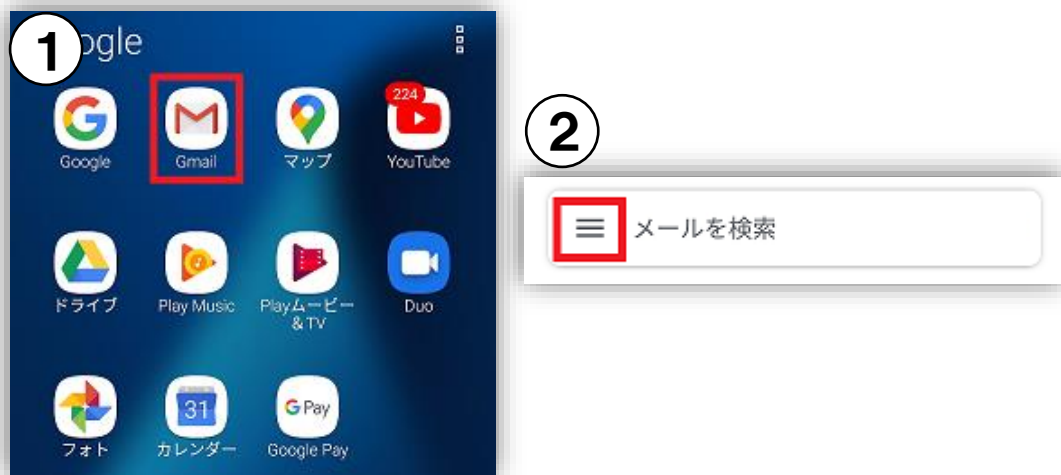 1
ogle
224
Google
Gmail
マップ
YouTube
ドライブ
Play Music
Playムービー
& TV
Duo
31
G Pay
フォト
カレンダー
Google Pay
2
メールを検索